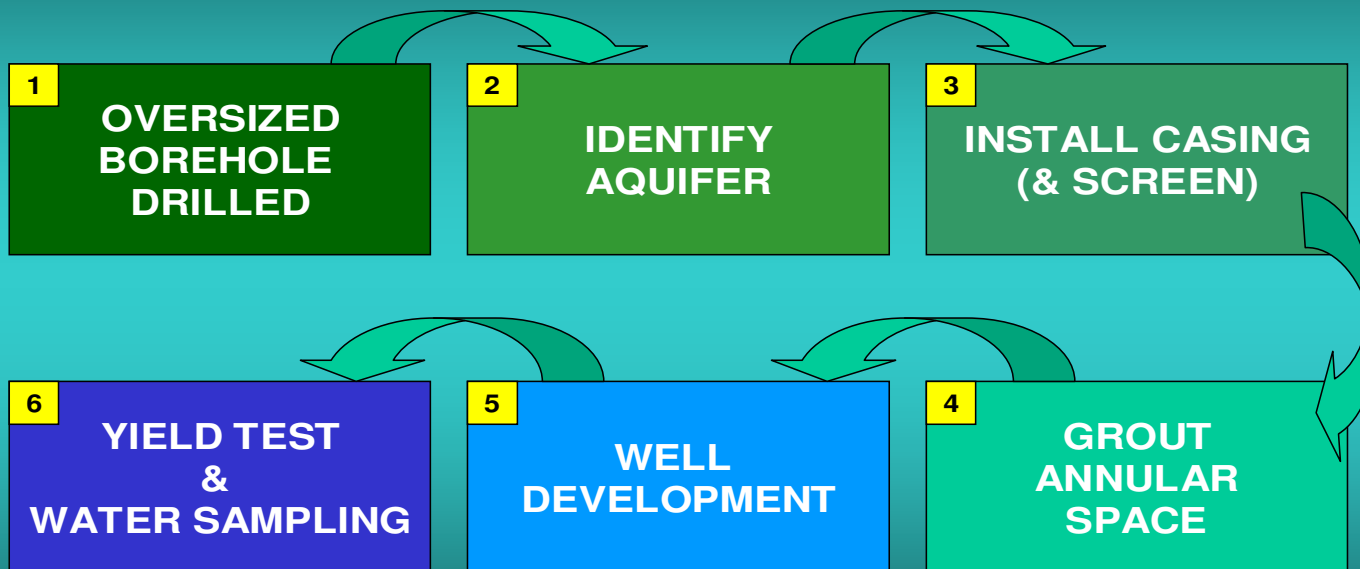 1
OVERSIZED
BOREHOLE
DRILLED
2
IDENTIFY
AQUIFER
3
INSTALL CASING
(& SCREEN)
4
GROUT
ANNULAR
SPACE
5
WELL
DEVELOPMENT
6
YIELD TEST
&
WATER SAMPLING